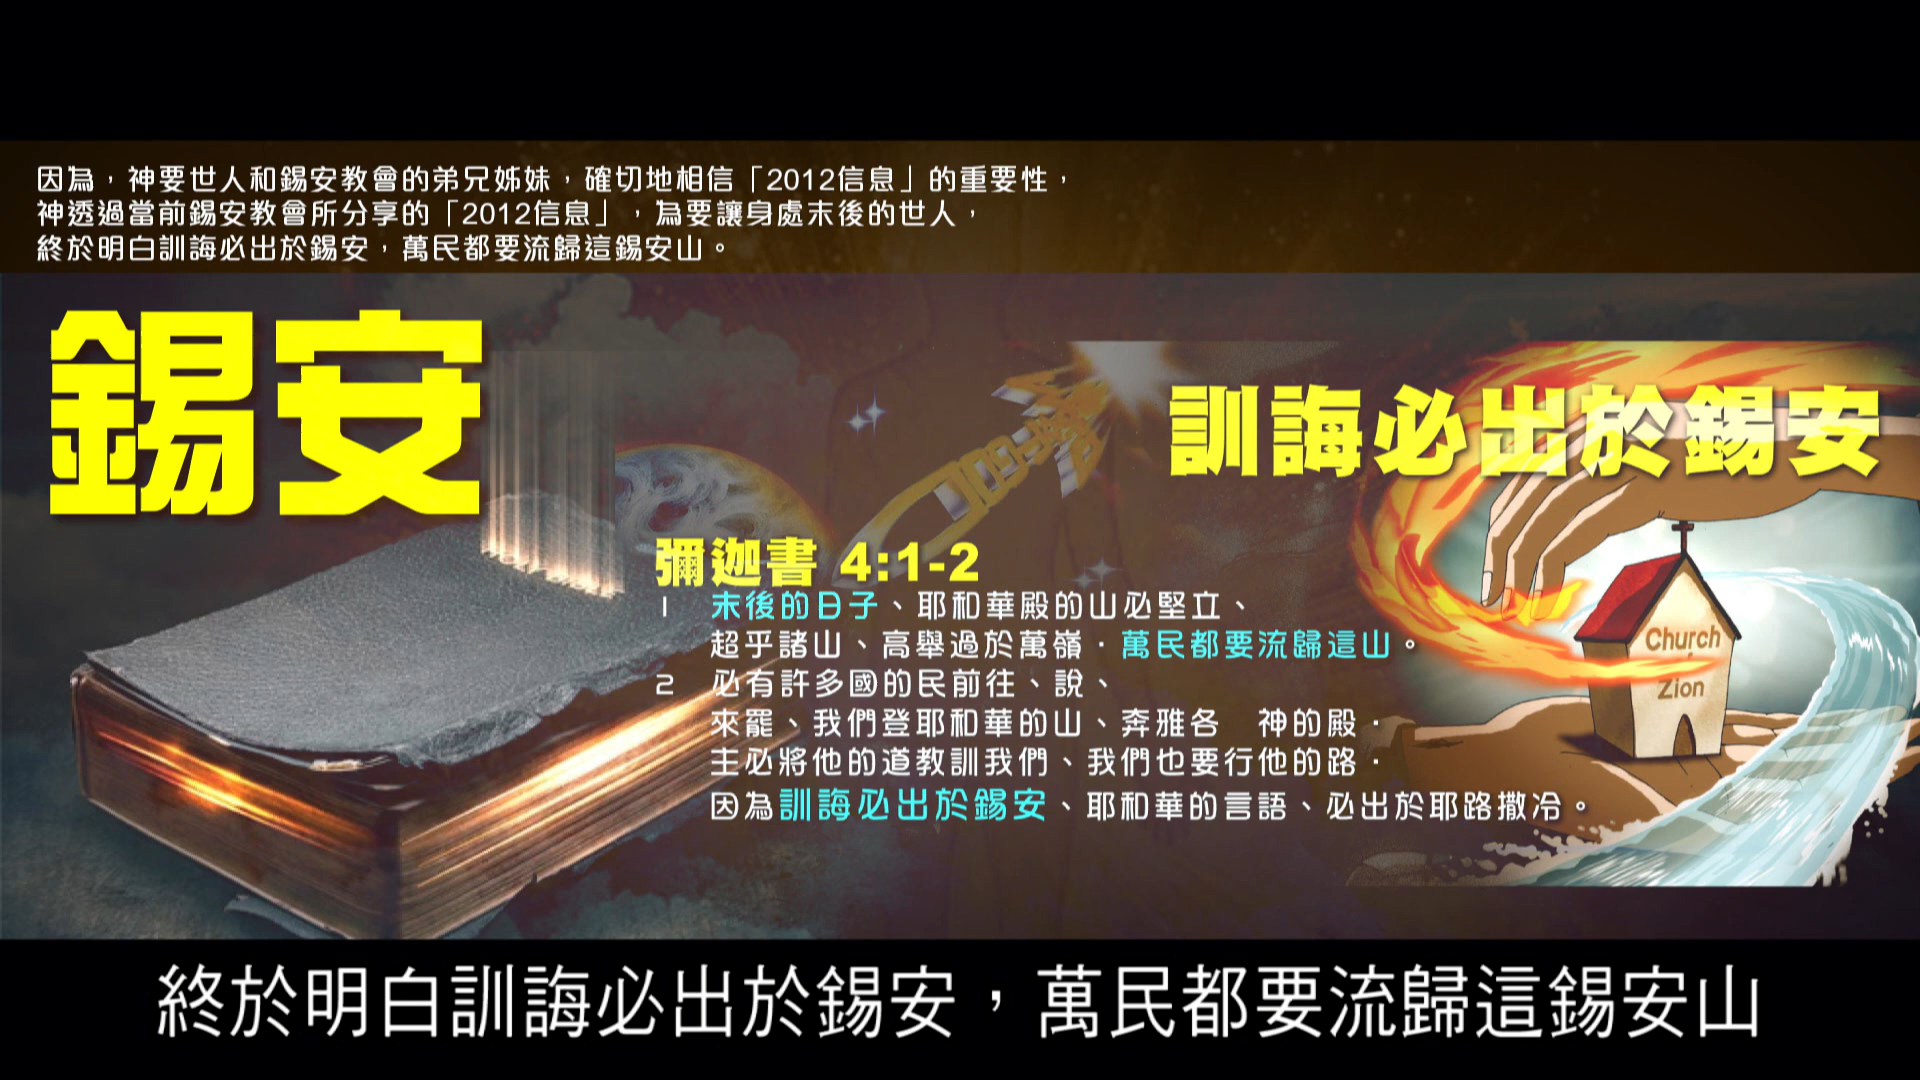 因為，神要世人和錫安教會的弟兄姊妹，確切地相信「2012信息」的重要性，
神透過當前錫安教會所分享的「2012信息」，為要讓身處末後的世人，
終於明白訓誨必出於錫安，萬民都要流歸這錫安山。
錫安
訓誨必出於錫安
彌迦書 4:1-2
1 末後的日子、耶和華殿的山必堅立、
超乎諸山、高舉過於萬嶺．萬民都要流歸這山。
2 必有許多國的民前往、說、
來罷、我們登耶和華的山、奔雅各　神的殿．
主必將他的道教訓我們、我們也要行他的路．
因為訓誨必出於錫安、耶和華的言語、必出於耶路撒冷。
Church
Zion
終於明白訓誨必出於錫安，萬民都要流歸這錫安山